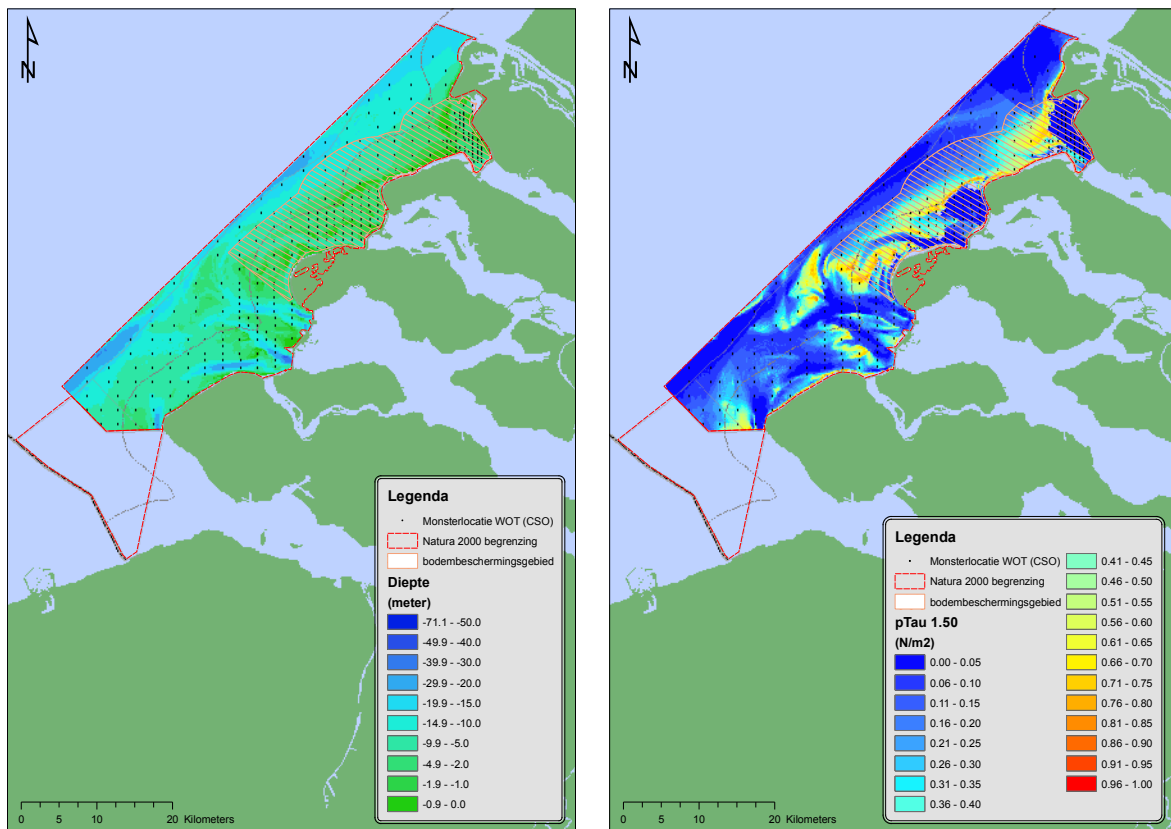 N
Legenda
Monsterlocatie WOT (CSO)
Natura 2000 begrenzing
bodembeschermingsgebied
Diepte
(meter)
-71.1 - -50.0
-49.9 - -40.0
-39.9 - -30.0
-29.9 - -20.0
-19.9 - -15.0
-14.9 - -10.0
-9.9 - -5.0
-4.9 - -2.0
-1.9 - -1.0
-0.9 - 0.0
0 5 10 20 Kilometers
N
Legenda
Monsterlocatie WOT (CSO)
Natura 2000 begrenzing
bodembeschermingsgebied
pTau 1.50
(N/m2)
0.00 - 0.05
0.06 - 0.10
0.11 - 0.15
0.16 - 0.20
0.21 - 0.25
0.26 - 0.30
0.31 - 0.35
0.36 - 0.40
0.41 - 0.45
0.46 - 0.50
0.51 - 0.55
0.56 - 0.60
0.61 - 0.65
0.66 - 0.70
0.71 - 0.75
0.76 - 0.80
0.81 - 0.85
0.86 - 0.90
0.91 - 0.95
0.96 - 1.00
0 5 10 20 Kilometers